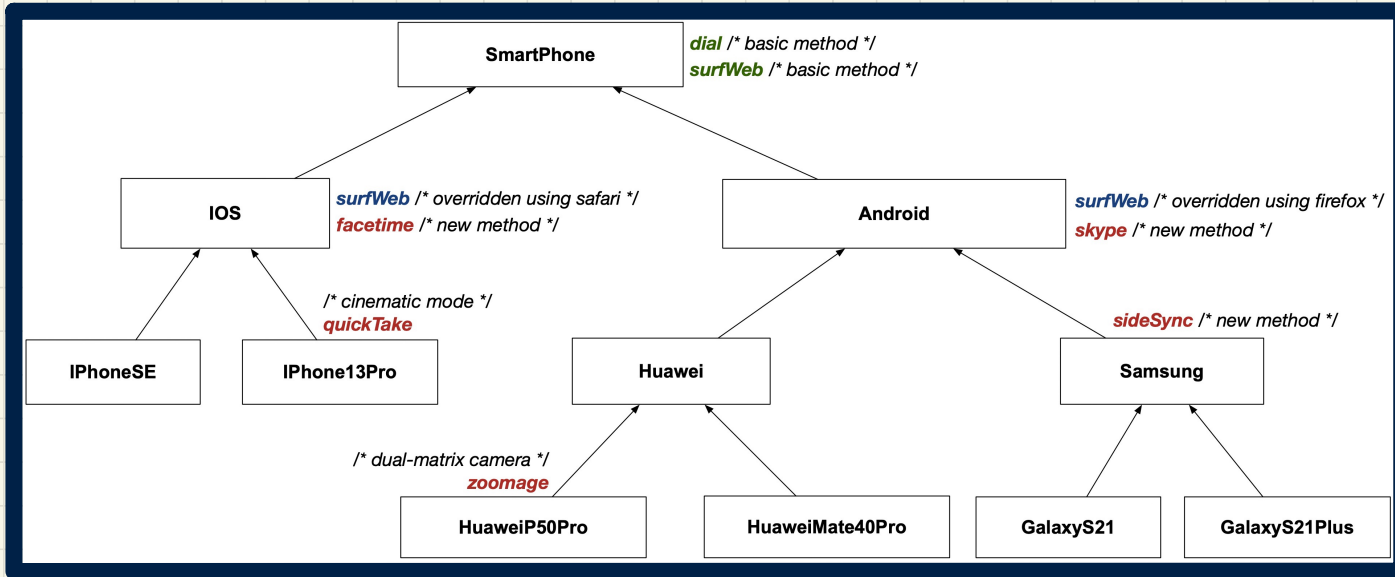 SmartPhone
dial /* basic method */
surfWeb /* basic method */
IOS
surfWeb /* overridden using safari */
facetime /* new method */
Android
surfWeb /* overridden using firefox */
skype /* new method */
/* cinematic mode */
quickTake
sideSync /* new method */
IPhoneSE
IPhone13Pro
Huawei
Samsung
/* dual-matrix camera */
zoomage
HuaweiP50Pro
HuaweiMate40Pro
GalaxyS21
GalaxyS21Plus